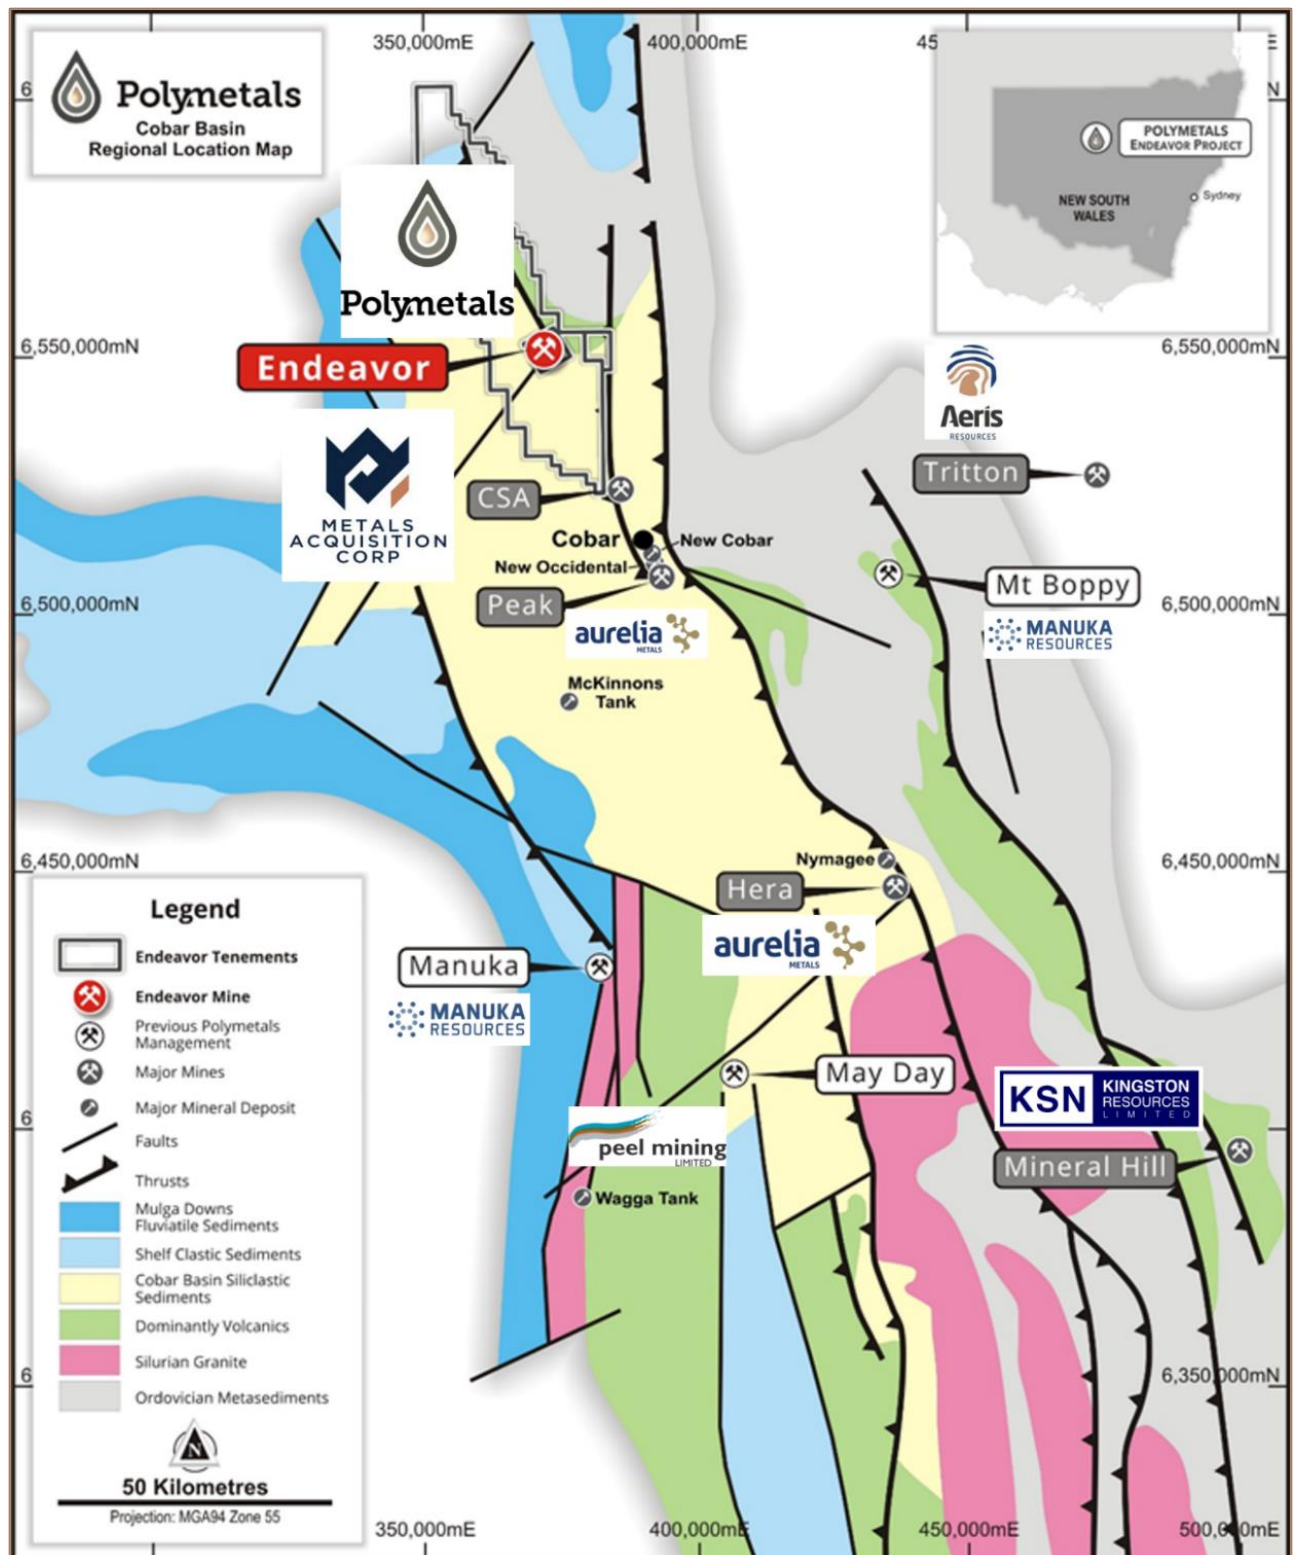 350,000mE
400,000mE
45
E
6
N
Polymetals
Cobar Basin
Regional Location Map
POLYMETALS
ENDEAVOR PROJECT
NEW SOUTH
WALES
Sydney
Polymetals
6,550,000mN
6,550,000mN
Endeavor
Aeris
RESOURCES
Tritton
METALS
ACQUISITION
CORP
CSA
Cobar
New Cobar
New Occidental
Peak
Mt Boppy
6,500,000mN
6,500,000mN
aurelia
METALS
MANUKA
RESOURCES
McKinnons
Tank
6,450,000mN
6,450,000mN
Nymagee
Hera
aurelia
METALS
Manuka
MANUKA
RESOURCES
May Day
KSN
KINGSTON
RESOURCES
LIMITED
peel mining
LIMITED
Mineral Hill
Wagga Tank
6
6
6,350,000mN
Legend
Endeavor Tenements
Endeavor Mine
Previous Polymetals
Management
Major Mines
Major Mineral Deposit
Faults
Thrusts
Mulga Downs
Fluviatile Sediments
Shelf Clastic Sediments
Cobar Basin Siliclastic
Sediments
Dominantly Volcanics
Silurian Granite
Ordovician Metasediments
N
50 Kilometres
Projection: MGA94 Zone 55
350,000mE
400,000mE
450,000mE
500,000mE